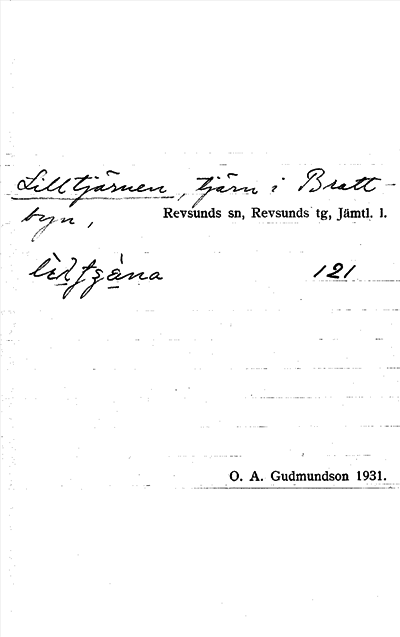 Lilltjärnen, tjärn i Bratt-
byn, Revsunds sn, Revsunds tg, Jämtl. l.
121
O. A. Gudmundson 1931.